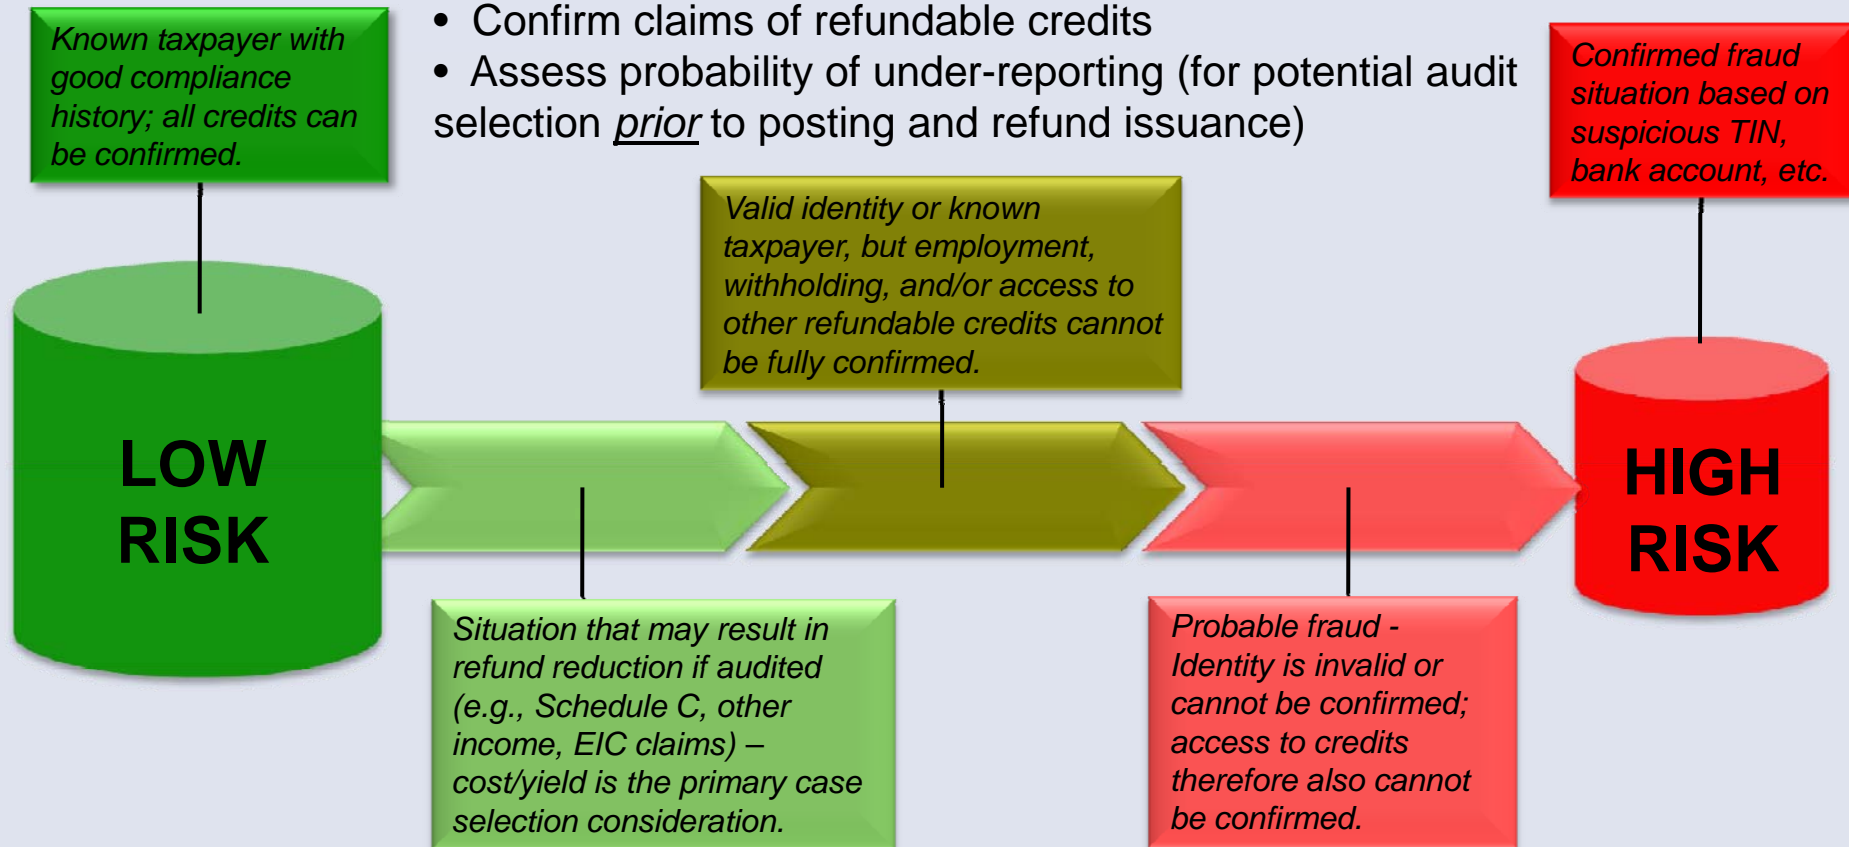 • Confirm claims of refundable credits
• Assess probability of under-reporting (for potential audit
selection prior to posting and refund issuance)
Known taxpayer with
good compliance
history; all credits can
be confirmed.
Confirmed fraud
situation based on
suspicious TIN,
bank account, etc.
Valid identity or known
taxpayer, but employment,
withholding, and/or access to
other refundable credits cannot
be fully confirmed.
LOW
RISK
HIGH
RISK
Situation that may result in
refund reduction if audited
(e.g., Schedule C, other
income, EIC claims) –
cost/yield is the primary case
selection consideration.
Probable fraud -
Identity is invalid or
cannot be confirmed;
access to credits
therefore also cannot
be confirmed.